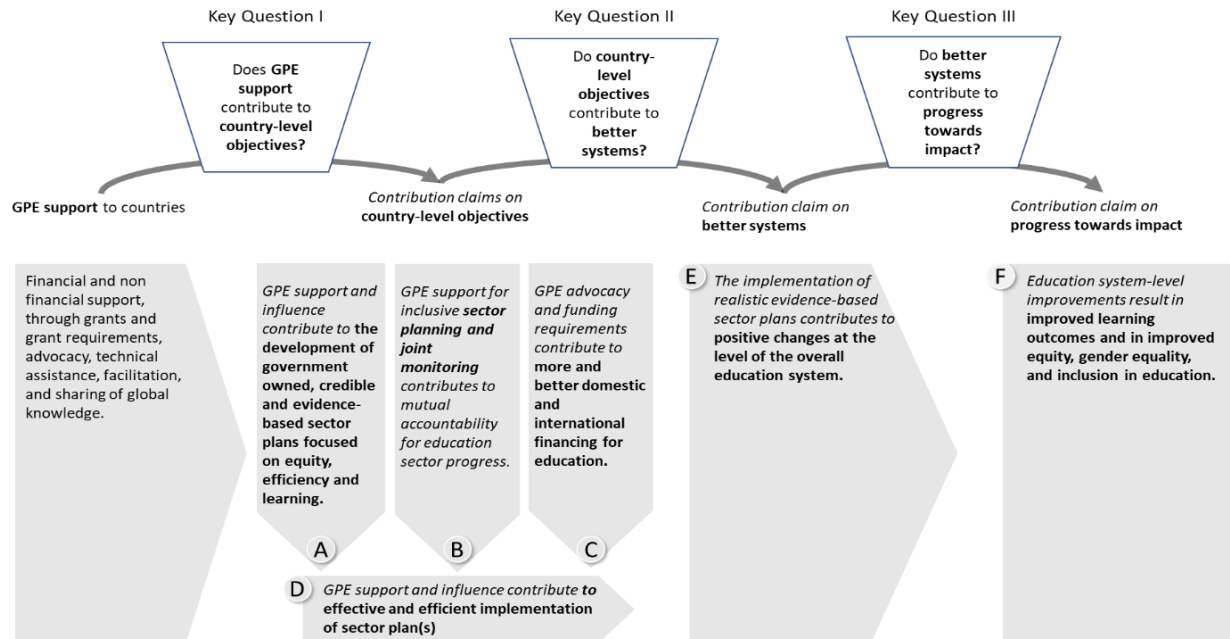 Key Question I
Key Question II
Key Question III
Does GPE
support
contribute to
country-level
objectives?
Do country-
level
objectives
contribute to
better
systems?
Do better
systems
contribute to
progress
towards
impact?
GPE support to countries
Contribution claims on
country-level objectives
Contribution claim on
better systems
Contribution claim on
progress towards impact
Financial and non
financial support,
through grants and
grant requirements,
advocacy, technical
assistance, facilitation,
and sharing of global
knowledge.
GPE support and
influence
contribute to the
development of
government
owned, credible
and evidence-
based sector
plans focused
on equity,
efficiency and
learning.
A
GPE support for
inclusive sector
planning and
joint
monitoring
contributes to
mutual
accountability
for education
sector progress.
B
GPE advocacy
and funding
requirements
contribute to
more and
better domestic
and
international
financing for
education.
C
D
GPE support and influence contribute to
effective and efficient implementation
of sector plan(s)
E
The implementation of
realistic evidence-based
sector plans contributes to
positive changes at the
level of the overall
education system.
F
Education system-level
improvements result in
improved learning
outcomes and in improved
equity, gender equality,
and inclusion in education.